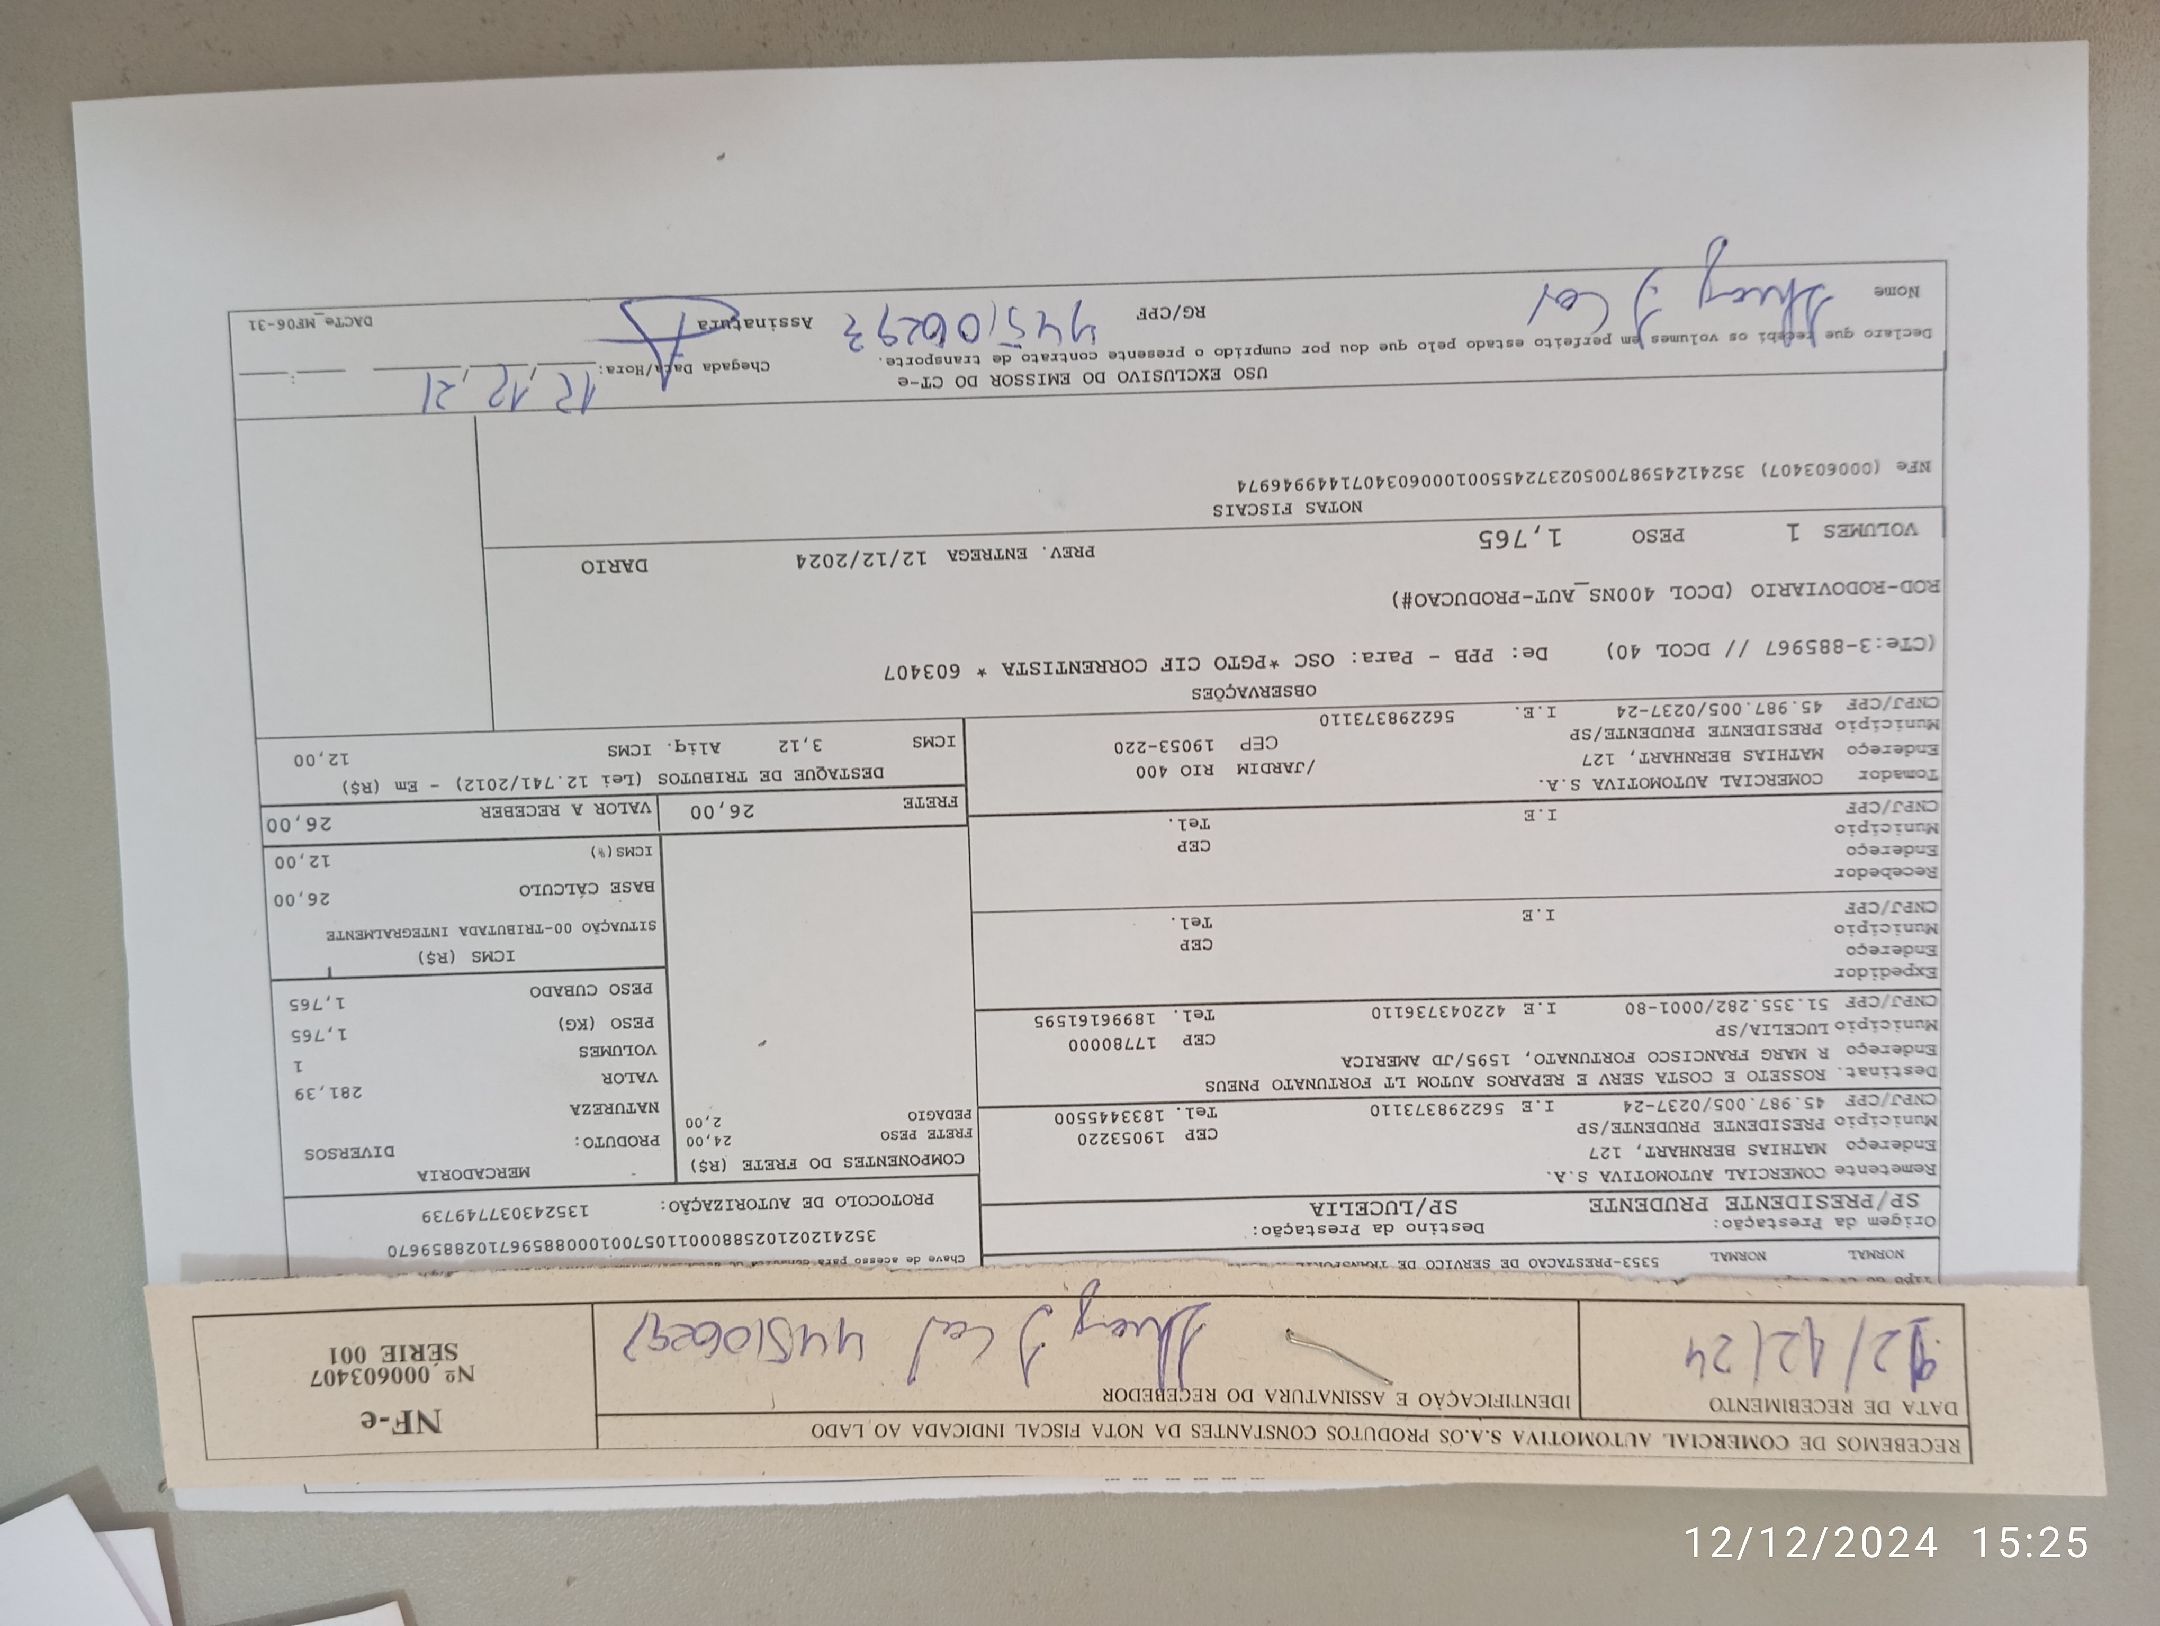 RECEBEMOS DE COMERCIAL AUTOMOTIVA S.A.OS PRODUTOS CONSTANTES DA NOTA FISCAL INDICADA AO LADO
DATA DE RECEBIMENTO
12/12/24
IDENTIFICAÇÃO E ASSINATURA DO RECEBEDOR
NF-e
Nº 000603407
SERIE 001
NORMAL NORMAL 5353-PRESTACAO DE SERVICO DE
Origem da Prestação: Destino da Prestação:
SP/PRESIDENTE PRUDENTE SP/LUCELIA
Chave de acesso para
35241202102588000110570010008859671028859670
PROTOCOLO DE AUTORIZAÇÃO: 135243037749739
Remetente COMERCIAL AUTOMOTIVA S.A.
Endereço MATHIAS BERNHART, 127 CEP 19053220
Município PRESIDENTE PRUDENTE/SP Tel. 1833445500
CNPJ/CPF 45.987.005/0237-24 I.E 562298373110
Destinat. ROSSETO E COSTA SERV E REPAROS AUTOM LT FORTUNATO PNEUS
Endereço R MARG FRANCISCO FORTUNATO, 1595/JD AMERICA
Município LUCELIA/SP CEP 17780000
CNPJ/CPF 51.355.282/0001-80 I.E 42204736110 Tel. 18996161595
Expedidor
Endereço CEP
Município Tel.
CNPJ/CPF I.E
Recebedor
Endereço CEP
Município Tel.
CNPJ/CPF I.E
Tomador COMERCIAL AUTOMOTIVA S.A.
Endereço MATHIAS BERNHART, 127 /JARDIM RIO 400
Município PRESIDENTE PRUDENTE/SP CEP 19053-220
CNPJ/CPF 45.987.005/0237-24 I.E. 562298373110
COMPONENTES DO FRETE (R$)
FRETE PESO 24,00
PEDAGIO 2,00
MERCADORIA
PRODUTO: DIVERSOS
NATUREZA
VALOR 281,39
VOLUMES 1
PESO (KG) 1,765
PESO CUBADO 1,765
ICMS (R$)
SITUAÇÃO 00-TRIBUTADA INTEGRALMENTE
BASE CÁLCULO 26,00
ICMS(%) 12,00
FRETE 26,00 VALOR A RECEBER 26,00
DESTAQUE DE TRIBUTOS (Lei 12.741/2012) - Em (R$)
ICMS 3,12 Aliq. ICMS 12,00
OBSERVAÇÕES
(CTe:3-885967 // DCOL 40) De: PPB - Para: OSC *PGTO CIF CORRENTISTA * 603407
ROD-RODOVIARIO (DCOL 400NS_AUT-PRODUCAO#)
VOLUMES 1 PESO 1,765 PREV. ENTREGA 12/12/2024 DARIO
NOTAS FISCAIS
NFe (000603407) 35241245987005023724550010006034071449946974
USO EXCLUSIVO DO EMISSOR DO CT-e
Declaro que recebi os volumes em perfeito estado pelo que dou por cumprido o presente contrato de transporte.
Chegada Data/Hora: 12, 12, 21
Nome RG/CPF Assinatura DACTe_MF06-31
12/12/2024 15:25